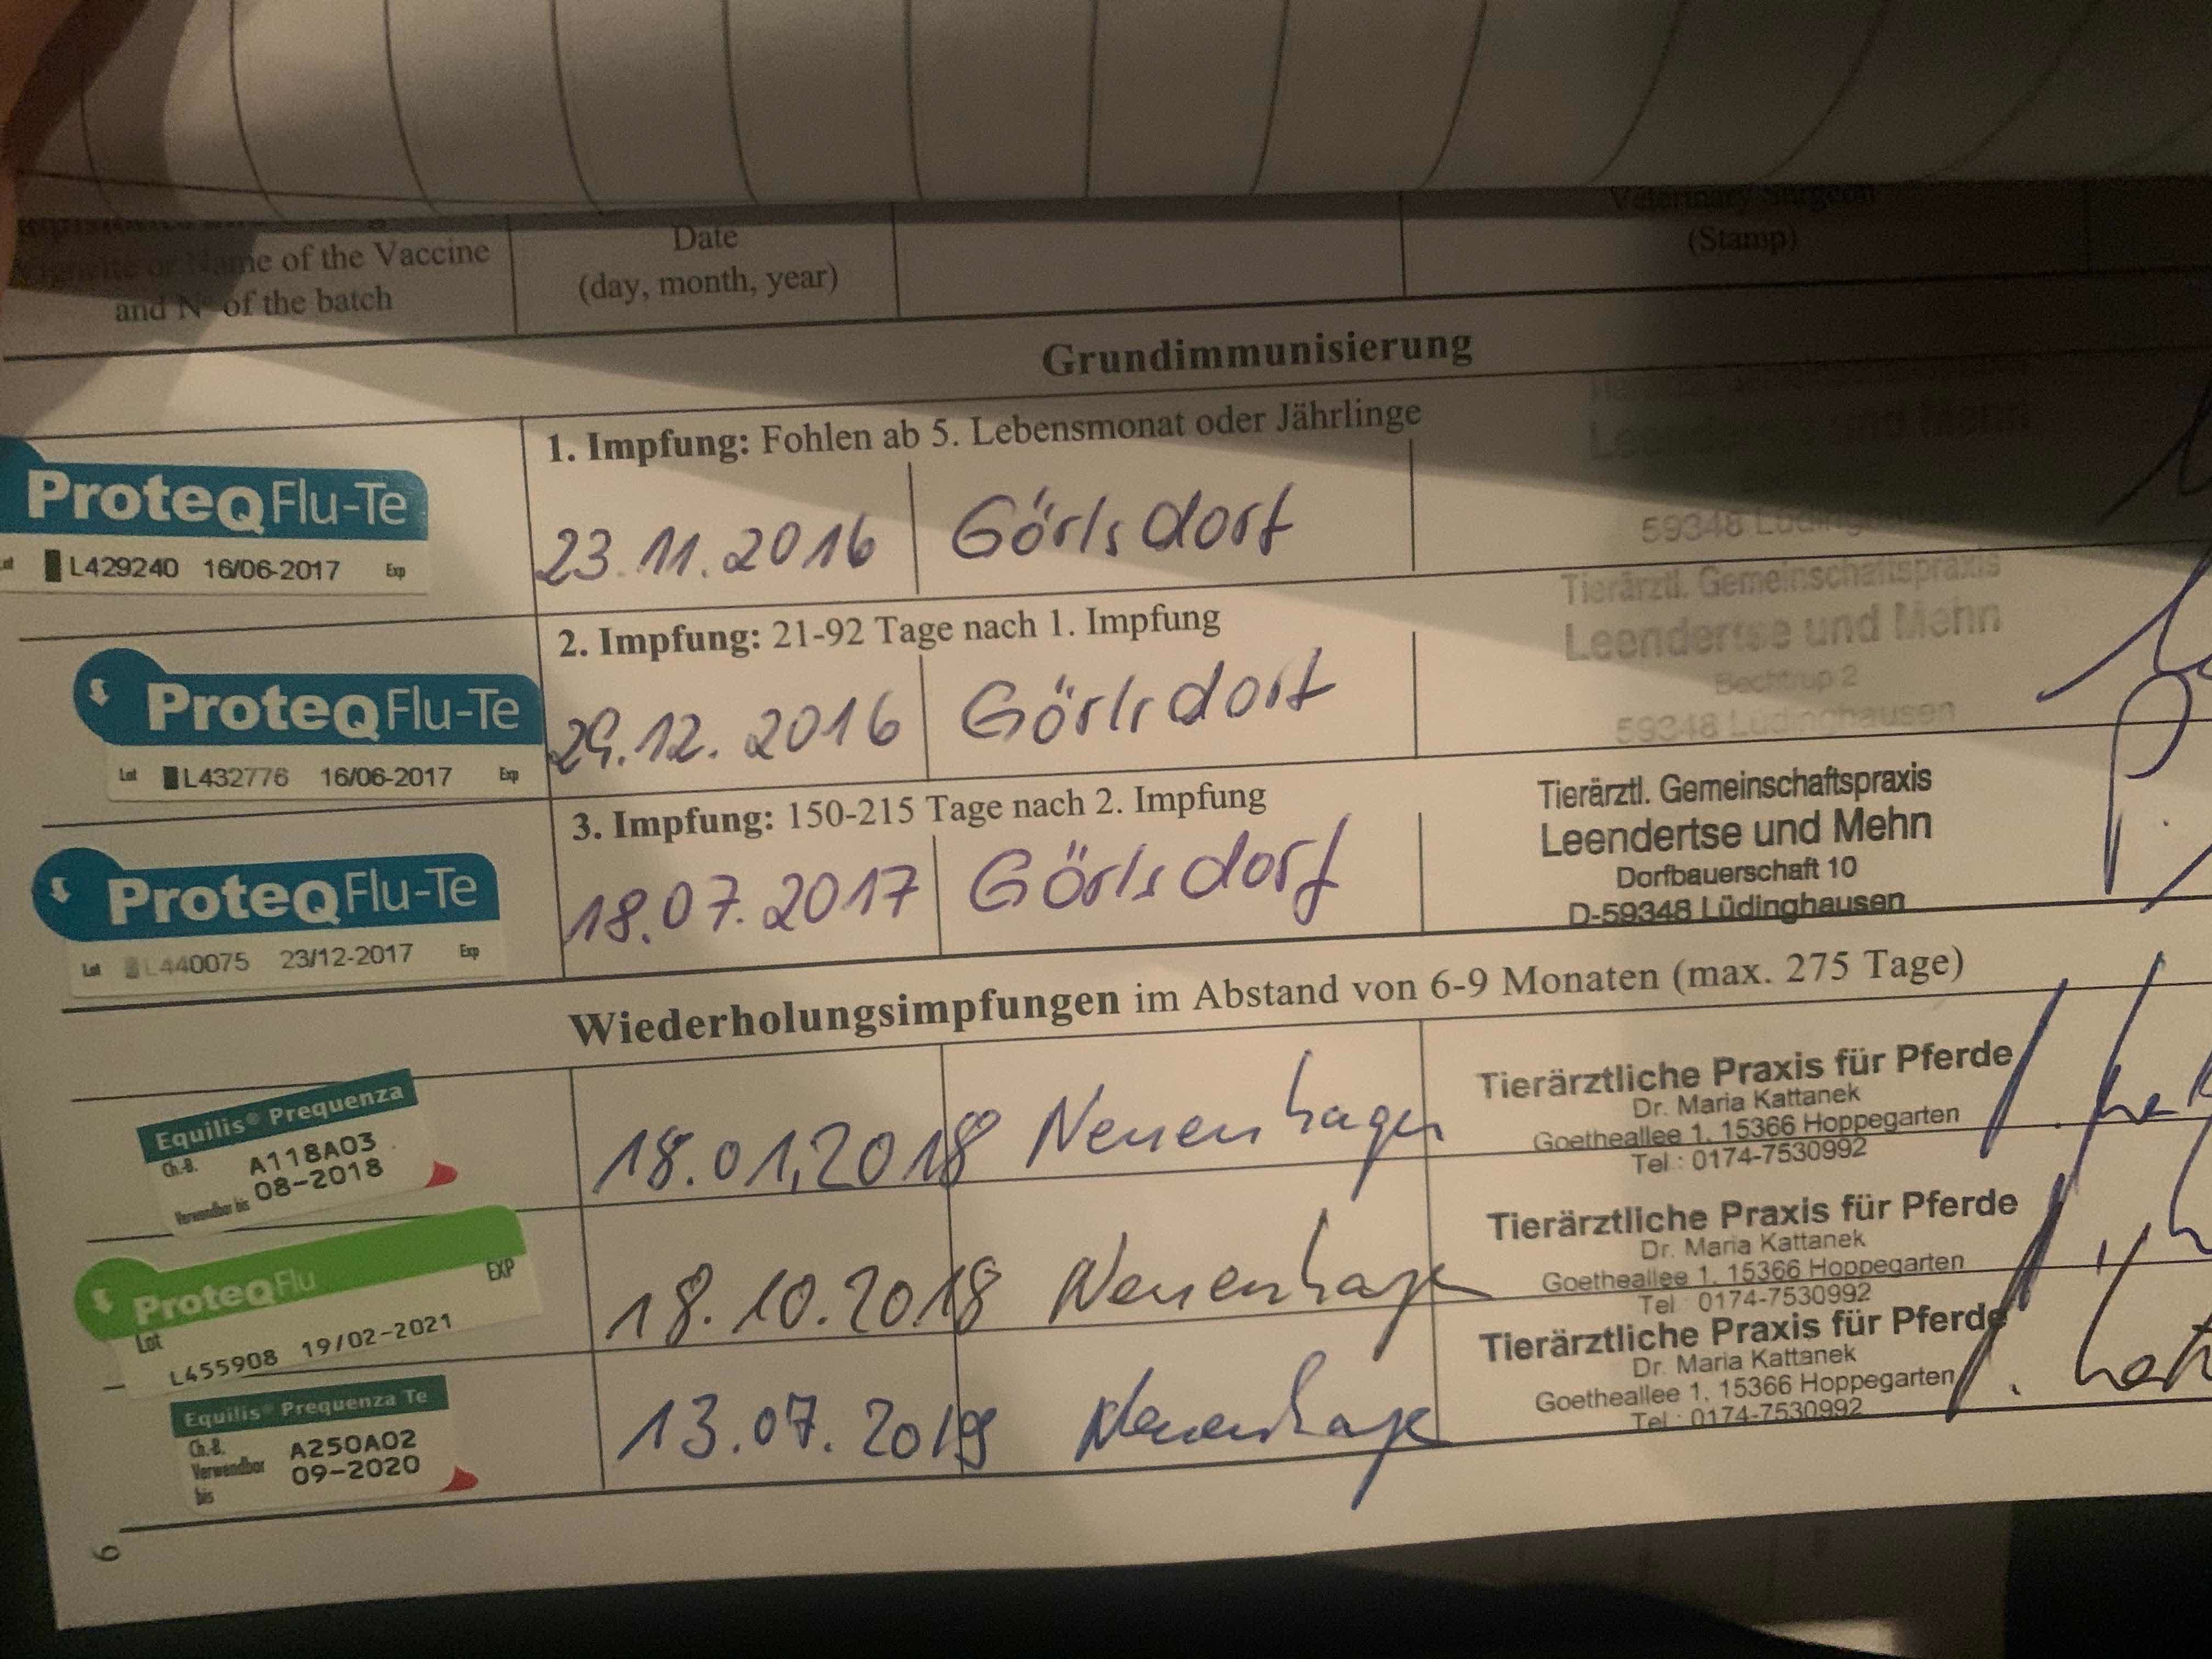 Veterinary Surgeon
(Stamp)
Date
(day, month, year)
Vignette or Name of the Vaccine
and N° of the batch
Grundimmunisierung
1. Impfung: Fohlen ab 5. Lebensmonat oder Jährlinge
ProteqFlu-Te
L429240 16/06-2017 Exp
23.11.2016 Görlsdorf
59348 Lüdinghausen
2. Impfung: 21-92 Tage nach 1. Impfung
ProteqFlu-Te
Lot L432776 16/06-2017 Exp
29.12.2016 Görlsdorf
Tierärztl. Gemeinschaftspraxis
Leendertse und Mehn
Bechtrup 2
59348 Lüdinghausen
3. Impfung: 150-215 Tage nach 2. Impfung
ProteqFlu-Te
Lot L440075 23/12-2017 Exp
18.07.2017 Görlsdorf
Tierärztl. Gemeinschaftspraxis
Leendertse und Mehn
Dorfbauerschaft 10
D-59348 Lüdinghausen
Wiederholungsimpfungen im Abstand von 6-9 Monaten (max. 275 Tage)
Equilis® Prequenza
Ch.-B. A118A03
Verwendbar bis 08-2018
18.01.2018 Neuenhagen
Tierärztliche Praxis für Pferde
Dr. Maria Kattanek
Goetheallee 1, 15366 Hoppegarten
Tel.: 0174-7530992
ProteqFlu
Lot EXP
L455908 19/02-2021
18.10.2018 Neuenhagen
Tierärztliche Praxis für Pferde
Dr. Maria Kattanek
Goetheallee 1, 15366 Hoppegarten
Tel.: 0174-7530992
Equilis® Prequenza Te
Ch.-B. A250A02
Verwendbar bis 09-2020
13.07.2019 Neuenhagen
Tierärztliche Praxis für Pferde
Dr. Maria Kattanek
Goetheallee 1, 15366 Hoppegarten
Tel.: 0174-7530992
6